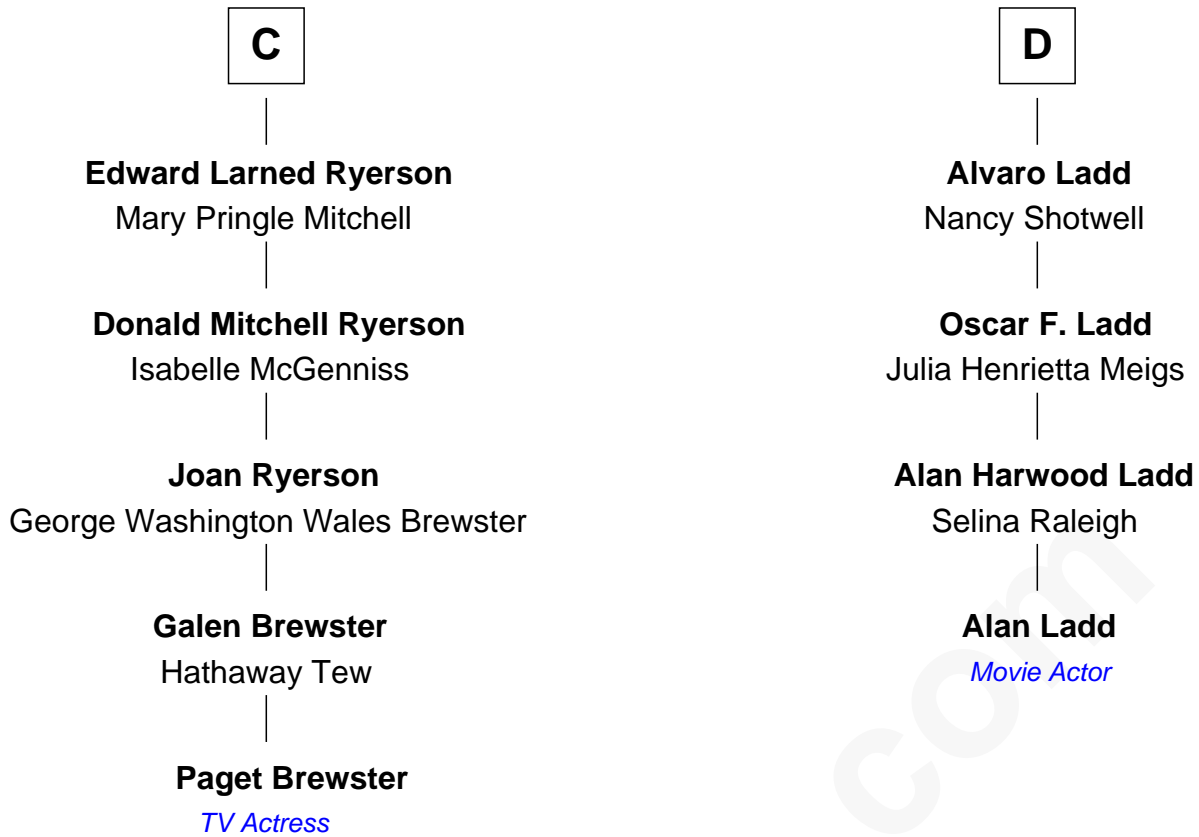 C
Edward Larned Ryerson
Mary Pringle Mitchell
Donald Mitchell Ryerson
Isabelle McGenniss
Joan Ryerson
George Washington Wales Brewster
Galen Brewster
Hathaway Tew
Paget Brewster
TV Actress
D
Alvaro Ladd
Nancy Shotwell
Oscar F. Ladd
Julia Henrietta Meigs
Alan Harwood Ladd
Selina Raleigh
Alan Ladd
Movie Actor
com